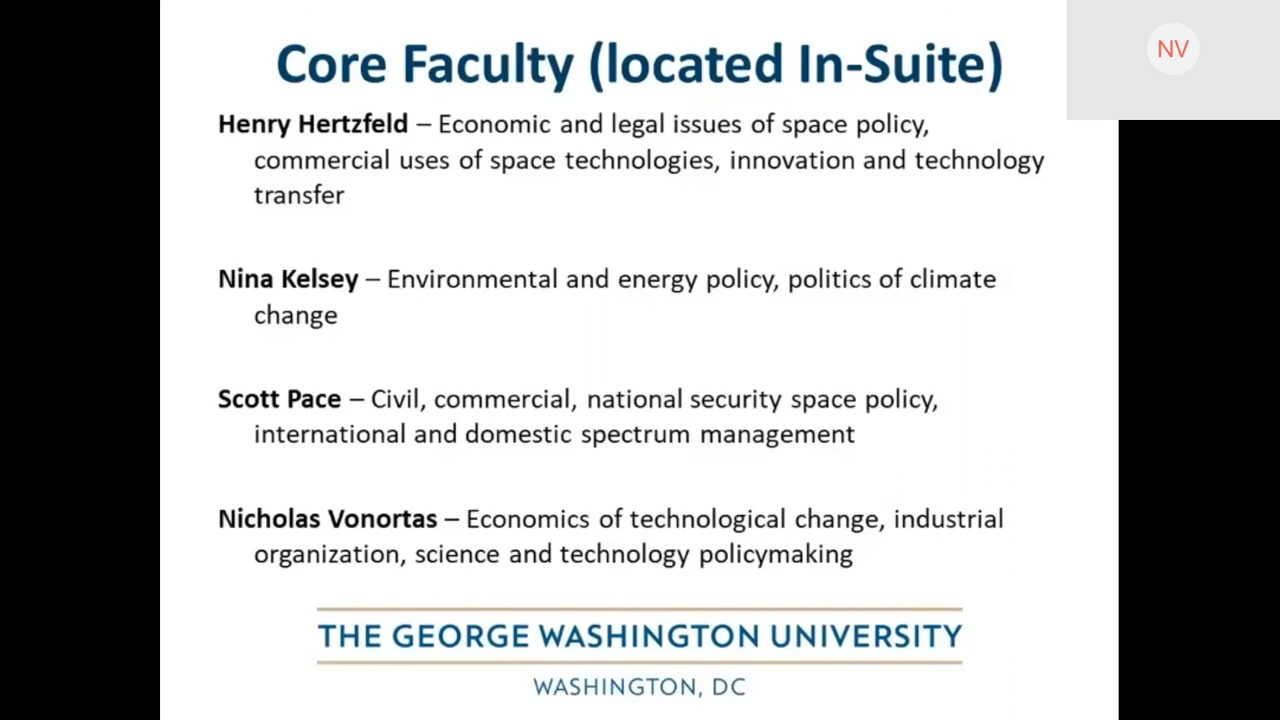 Core Faculty (located In-Suite)
NV
Henry Hertzfeld – Economic and legal issues of space policy,
commercial uses of space technologies, innovation and technology
transfer
Nina Kelsey – Environmental and energy policy, politics of climate
change
Scott Pace – Civil, commercial, national security space policy,
international and domestic spectrum management
Nicholas Vonortas – Economics of technological change, industrial
organization, science and technology policymaking
THE GEORGE WASHINGTON UNIVERSITY
WASHINGTON, DC